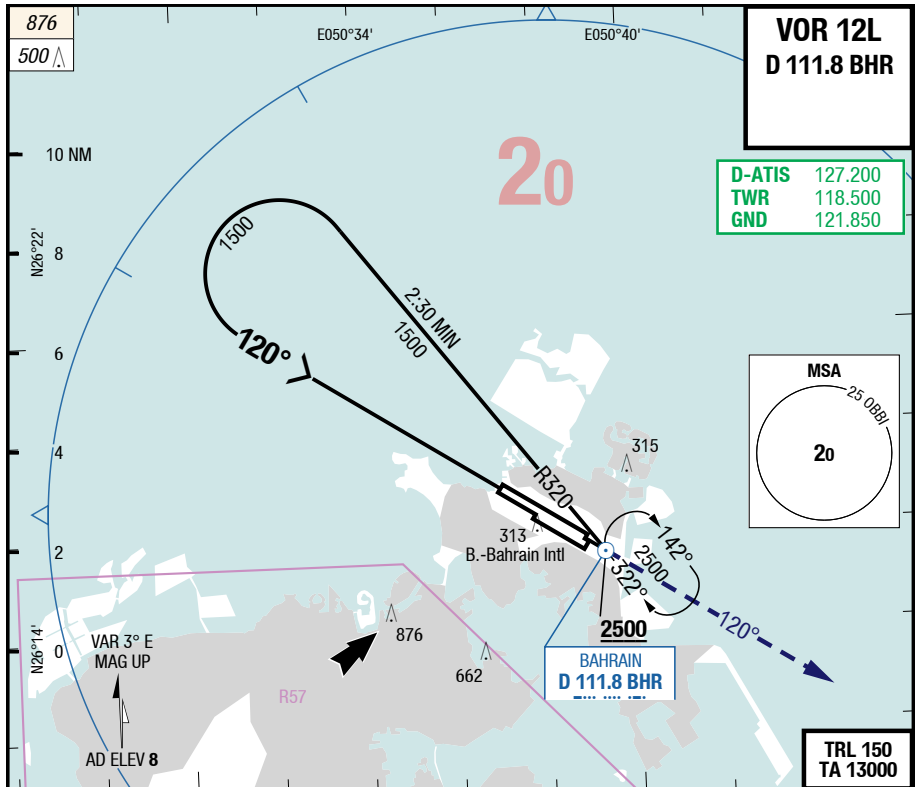 876
500
E050°34'
E050°40'
VOR 12L
D 111.8 BHR
10 NM
20
D-ATIS 127.200
TWR 118.500
GND 121.850
N26°22'
8
1500
2:30 MIN
1500
120°
6
MSA
25 OBBI
20
4
315
R320
313
B.-Bahrain Intl
2
142°
2500
322°
120°
2500
BAHRAIN
D 111.8 BHR
N26°14'
0
VAR 3° E
MAG UP
876
662
R57
AD ELEV 8
TRL 150
TA 13000